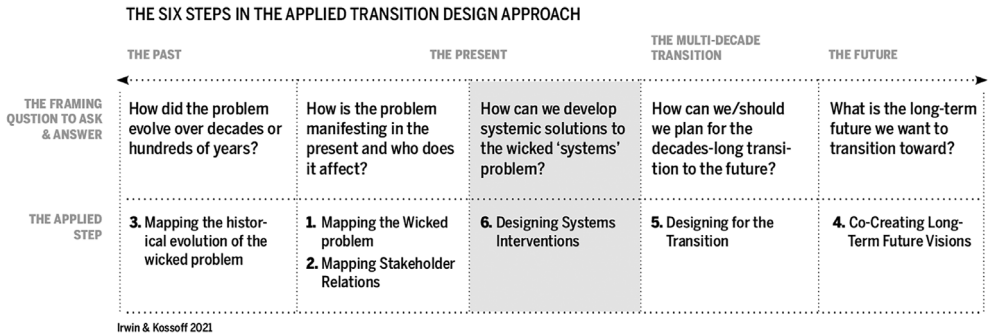 THE SIX STEPS IN THE APPLIED TRANSITION DESIGN APPROACH
THE PAST
THE PRESENT
THE MULTI-DECADE
TRANSITION
THE FUTURE
THE FRAMING
QUSTION TO ASK
& ANSWER
How did the problem
evolve over decades or
hundreds of years?
How is the problem
manifesting in the
present and who does
it affect?
How can we develop
systemic solutions to
the wicked ‘systems’
problem?
How can we/should
we plan for the
decades-long transi-
tion to the future?
What is the long-term
future we want to
transition toward?
THE APPLIED
STEP
3. Mapping the histor-
ical evolution of the
wicked problem
1. Mapping the Wicked
problem
2. Mapping Stakeholder
Relations
6. Designing Systems
Interventions
5. Designing for the
Transition
4. Co-Creating Long-
Term Future Visions
Irwin & Kossoff 2021